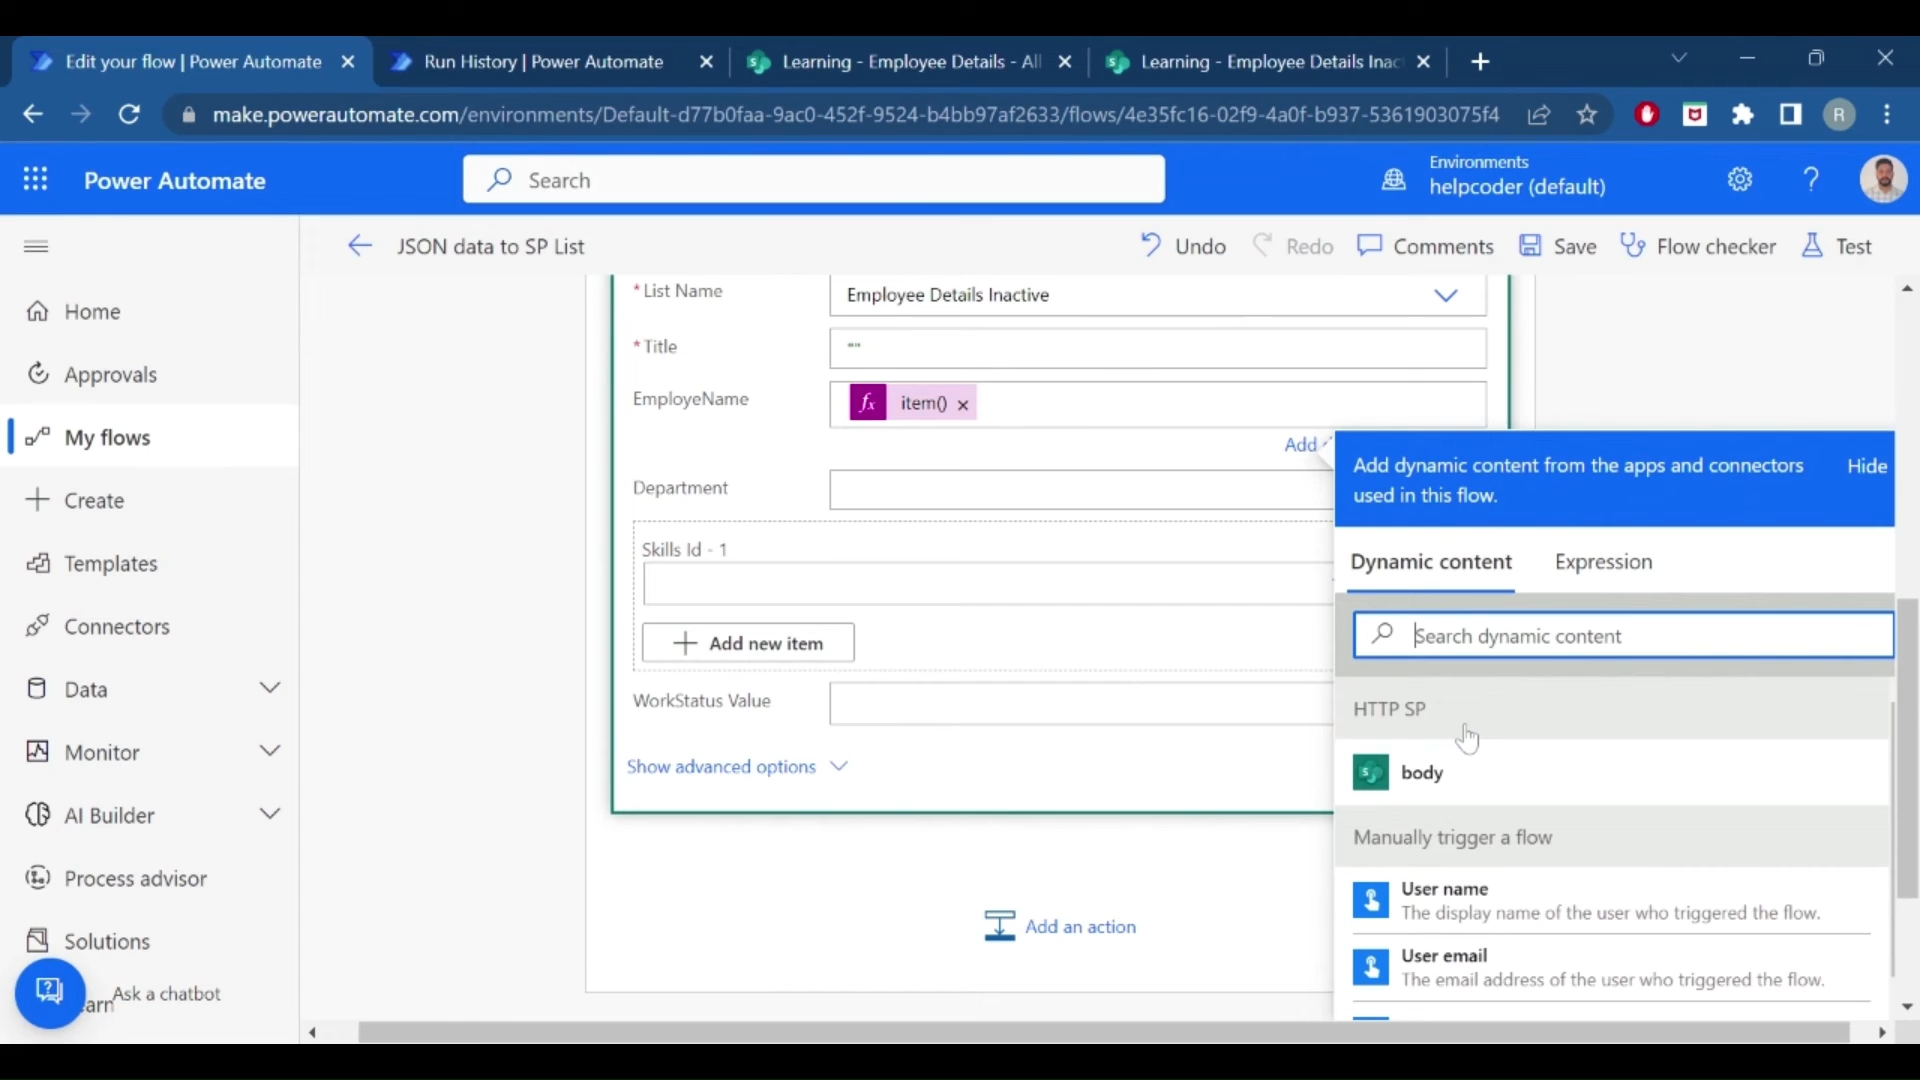 Edit your flow | Power Automate
Run History | Power Automate
Learning - Employee Details - All
Learning - Employee Details Inac
make.powerautomate.com/environments/Default-d77b0faa-9ac0-452f-9524-b4bb97af2633/flows/4e35fc16-02f9-4a0f-b937-5361903075f4
R
Power Automate
Search
Environments
helpcoder (default)
JSON data to SP List
Undo
Redo
Comments
Save
Flow checker
Test
Home
Approvals
My flows
Create
Templates
Connectors
Data
Monitor
AI Builder
Process advisor
Solutions
earn
Ask a chatbot
* List Name
Employee Details Inactive
* Title
""
EmployeName
fx item() ×
Add
Department
Skills Id - 1
Add new item
WorkStatus Value
Show advanced options
Add an action
Add dynamic content from the apps and connectors
used in this flow.
Hide
Dynamic content
Expression
Search dynamic content
HTTP SP
body
Manually trigger a flow
User name
The display name of the user who triggered the flow.
User email
The email address of the user who triggered the flow.